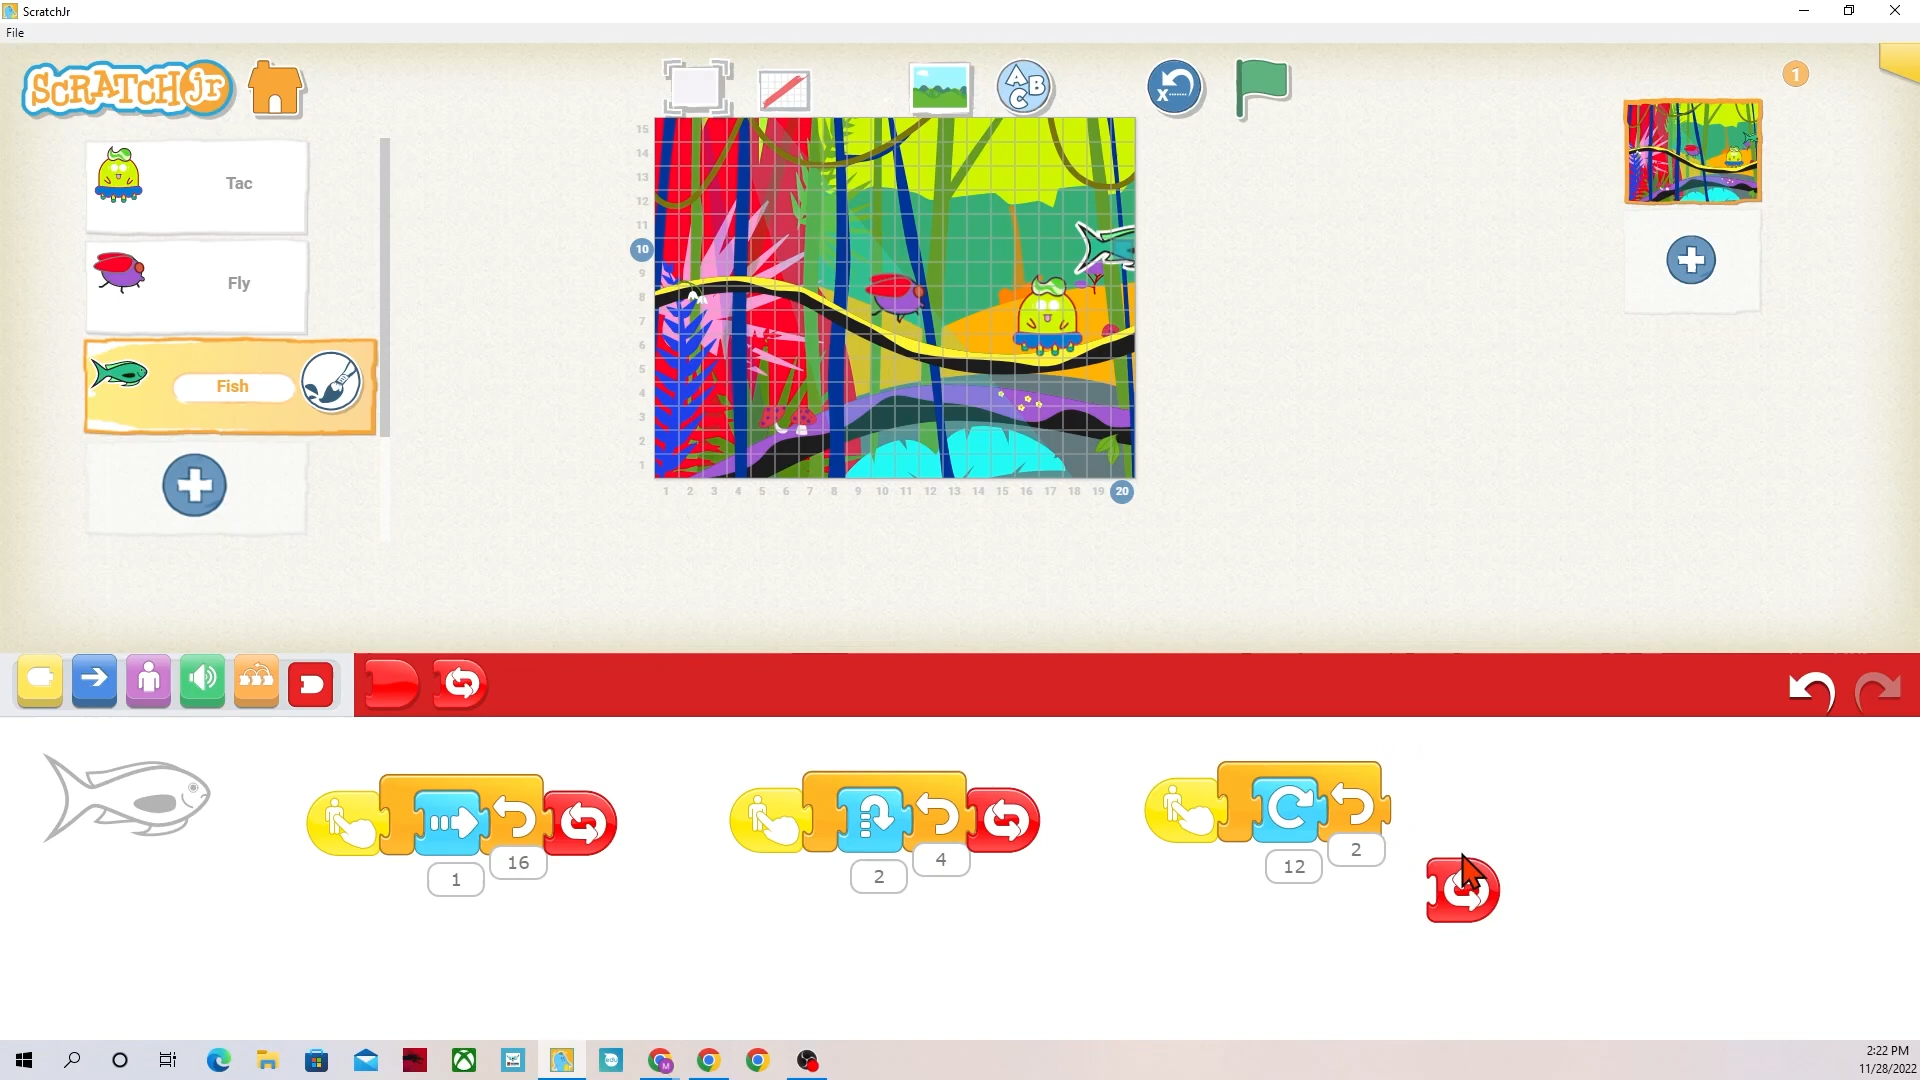 ScratchJr
File
SCRATCHJr
A B C
X
1
Tac
Fly
Fish
15
14
13
12
11
10
9
8
7
6
5
4
3
2
1
1 2 3 4 5 6 7 8 9 10 11 12 13 14 15 16 17 18 19 20
1 16
2 4
12 2
edu
M
2:22 PM
11/28/2022